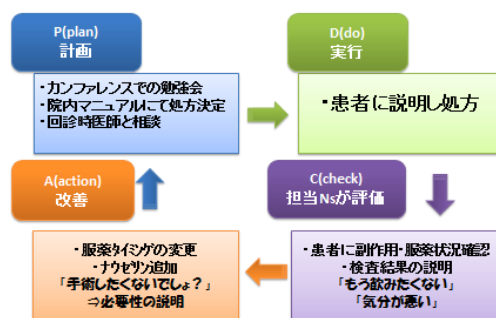 P(plan)
計画
・カンファレンスでの勉強会
・院内マニュアルにて処方決定
・回診時医師と相談
D(do)
実行
・患者に説明し処方
C(check)
担当Nsが評価
・患者に副作用・服薬状況確認
・検査結果の説明
「もう飲みたくない」
「気分が悪い」
A(action)
改善
・服薬タイミングの変更
・ナウゼリン追加
「手術したくないでしょ?」
⇒必要性の説明